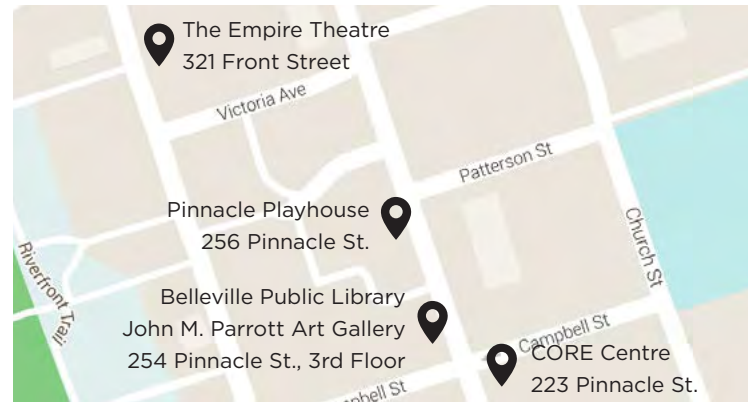 The Empire Theatre
321 Front Street
Victoria Ave
Patterson St
Pinnacle Playhouse
256 Pinnacle St.
Church St
Riverfront Trail
Belleville Public Library
John M. Parrott Art Gallery
254 Pinnacle St., 3rd Floor
Campbell St
CORE Centre
223 Pinnacle St.
pbell St